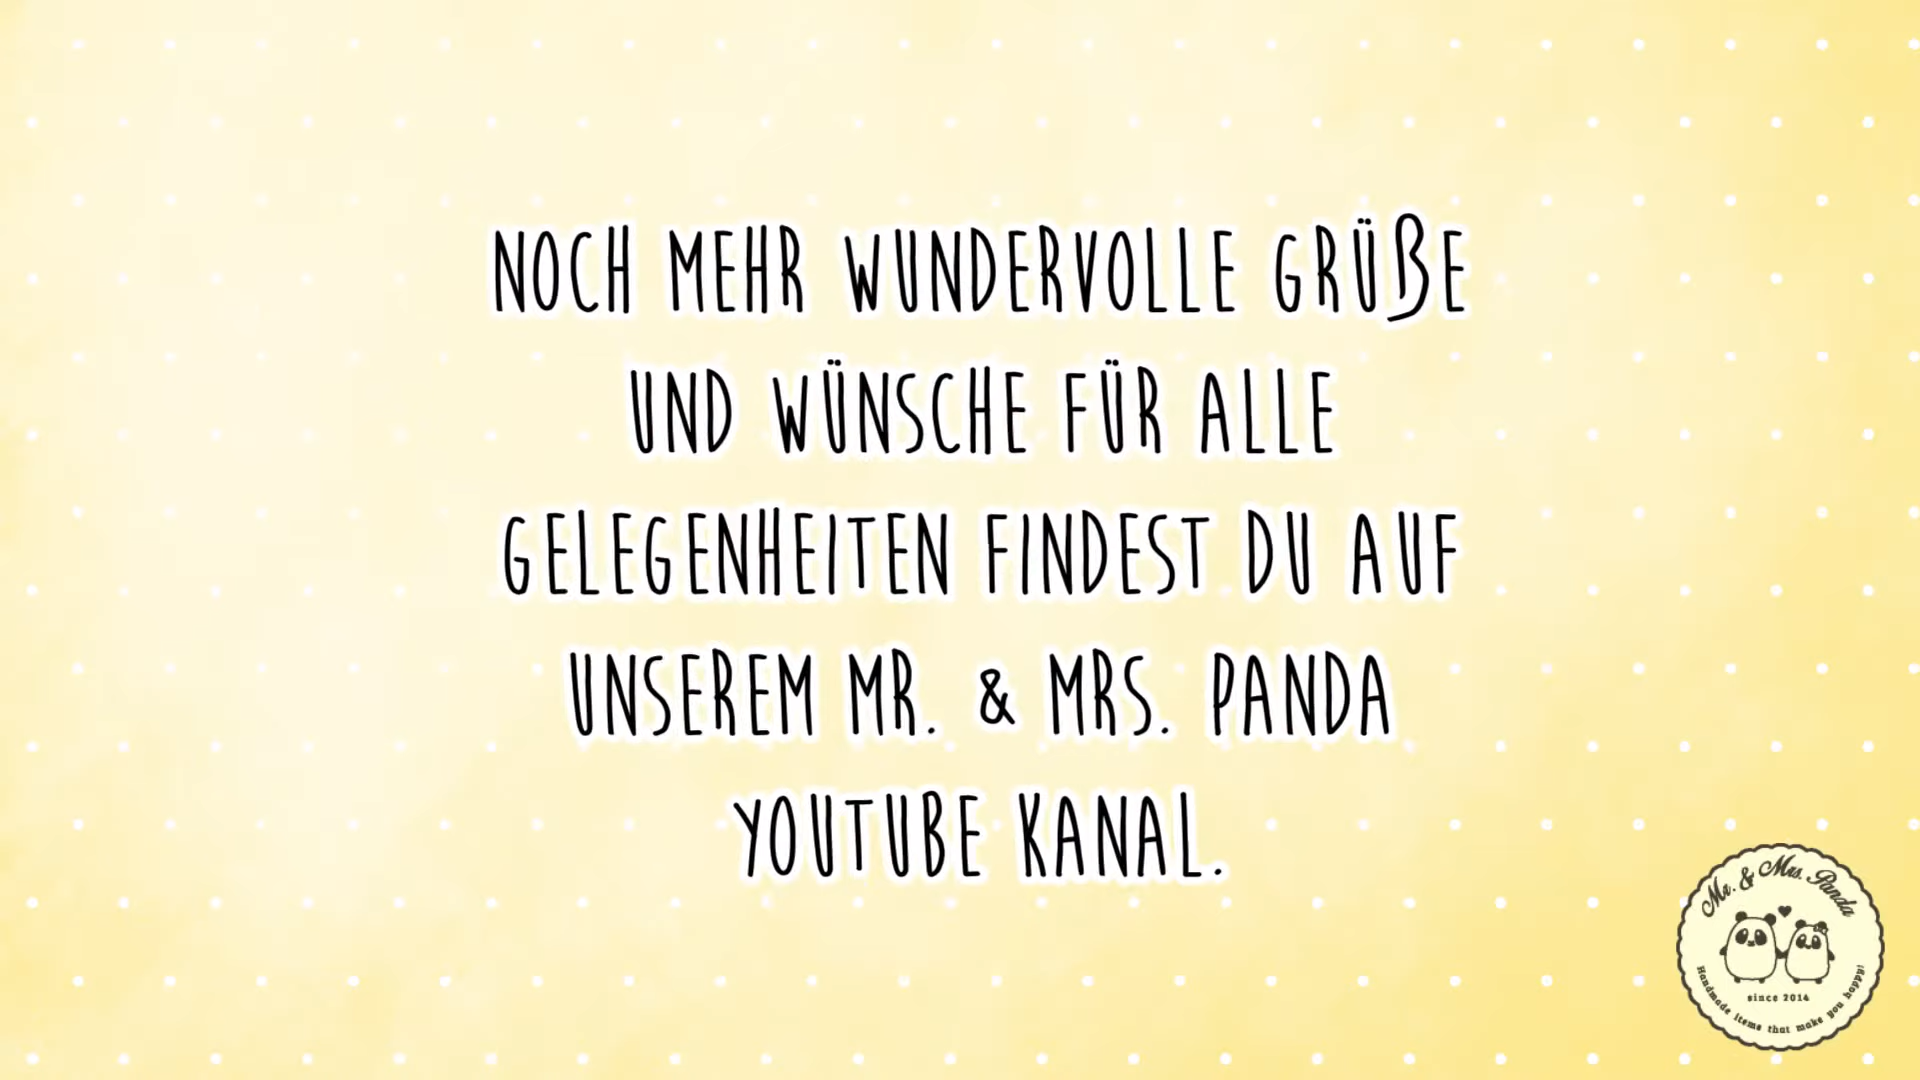 NOCH MEHR WUNDERVOLLE GRÜßE
UND WÜNSCHE FÜR ALLE
GELEGENHEITEN FINDEST DU AUF
UNSEREM MR. & MRS. PANDA
YOUTUBE KANAL.
Mr. & Mrs. Panda
since 2014
Handmade items that make you happy!